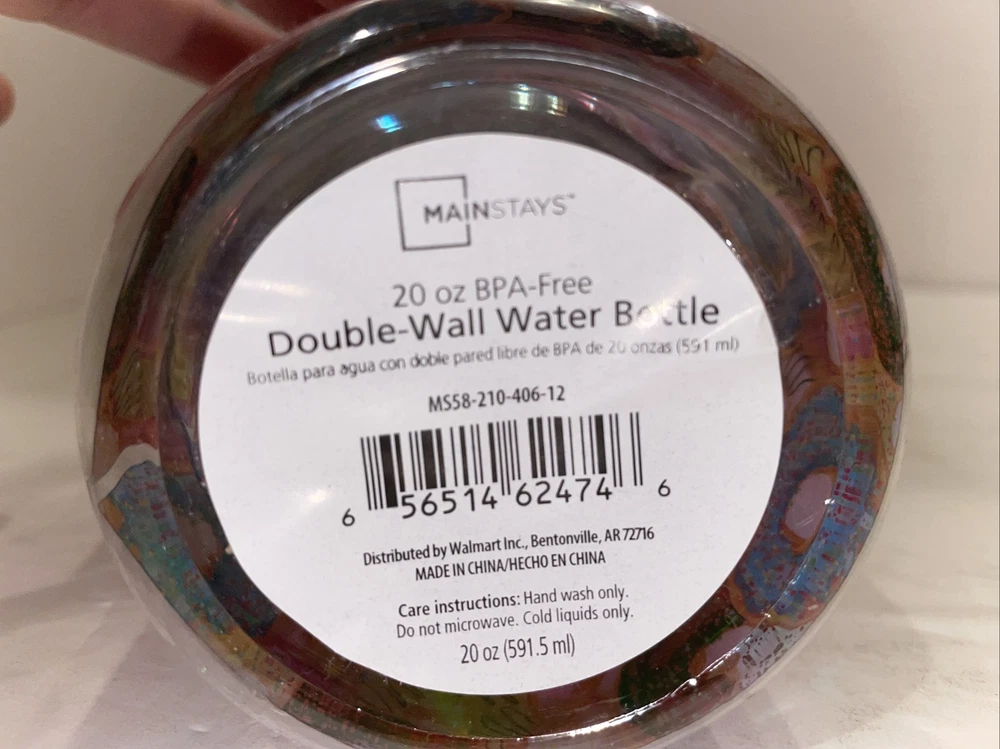 MAINSTAYS™
20 oz BPA-Free
Double-Wall Water Bottle
Botella para agua con doble pared libre de BPA de 20 onzas (591 ml)
MS58-210-406-12
6 56514 62474 6
Distributed by Walmart Inc., Bentonville, AR 72716
MADE IN CHINA/HECHO EN CHINA
Care instructions: Hand wash only.
Do not microwave. Cold liquids only.
20 oz (591.5 ml)